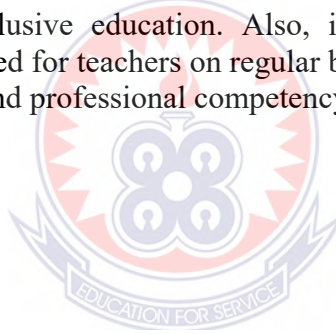 lusive education. Also, i
ed for teachers on regular b
nd professional competency
EDUCATION FOR SERVICE